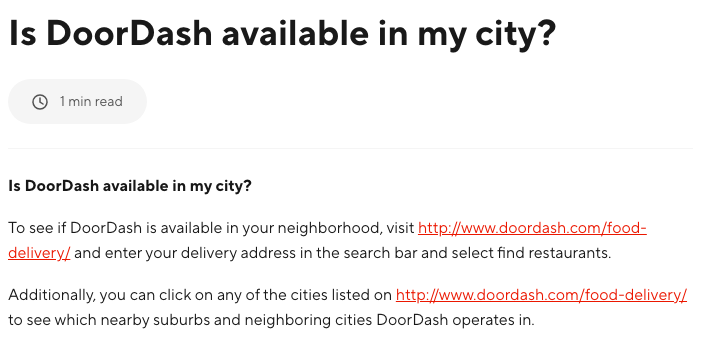 Is DoorDash available in my city?
1 min read
Is DoorDash available in my city?
To see if DoorDash is available in your neighborhood, visit http://www.doordash.com/food-
delivery/ and enter your delivery address in the search bar and select find restaurants.
Additionally, you can click on any of the cities listed on http://www.doordash.com/food-delivery/
to see which nearby suburbs and neighboring cities DoorDash operates in.